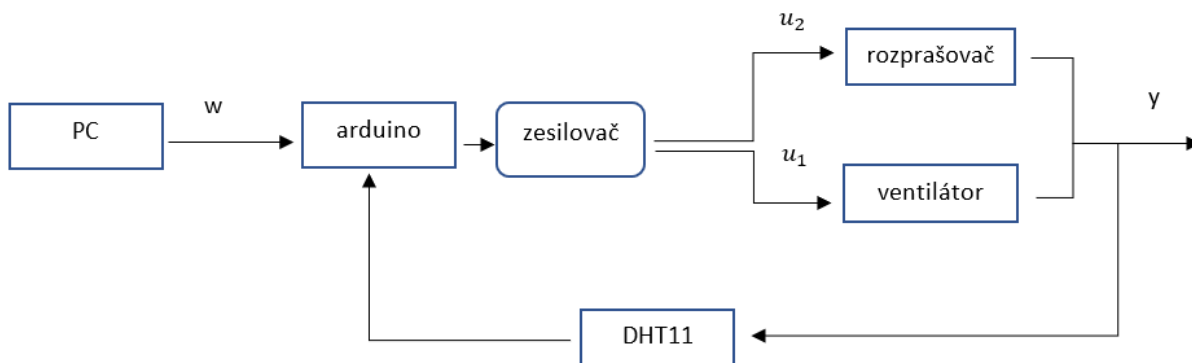 u₂
rozprašovač
w
y
PC
arduino
zesilovač
u₁
ventilátor
DHT11